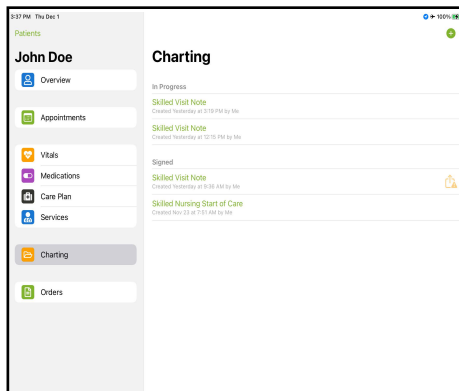 3:37 PM Thu Dec 1
100%
Patients
John Doe
Overview
Appointments
Vitals
Medications
Care Plan
Services
Charting
Orders
Charting
In Progress
Skilled Visit Note
Created Yesterday at 3:19 PM by Me
Skilled Visit Note
Created Yesterday at 12:15 PM by Me
Signed
Skilled Visit Note
Created Yesterday at 9:38 AM by Me
Skilled Nursing Start of Care
Created Nov 23 at 7:51 AM by Me